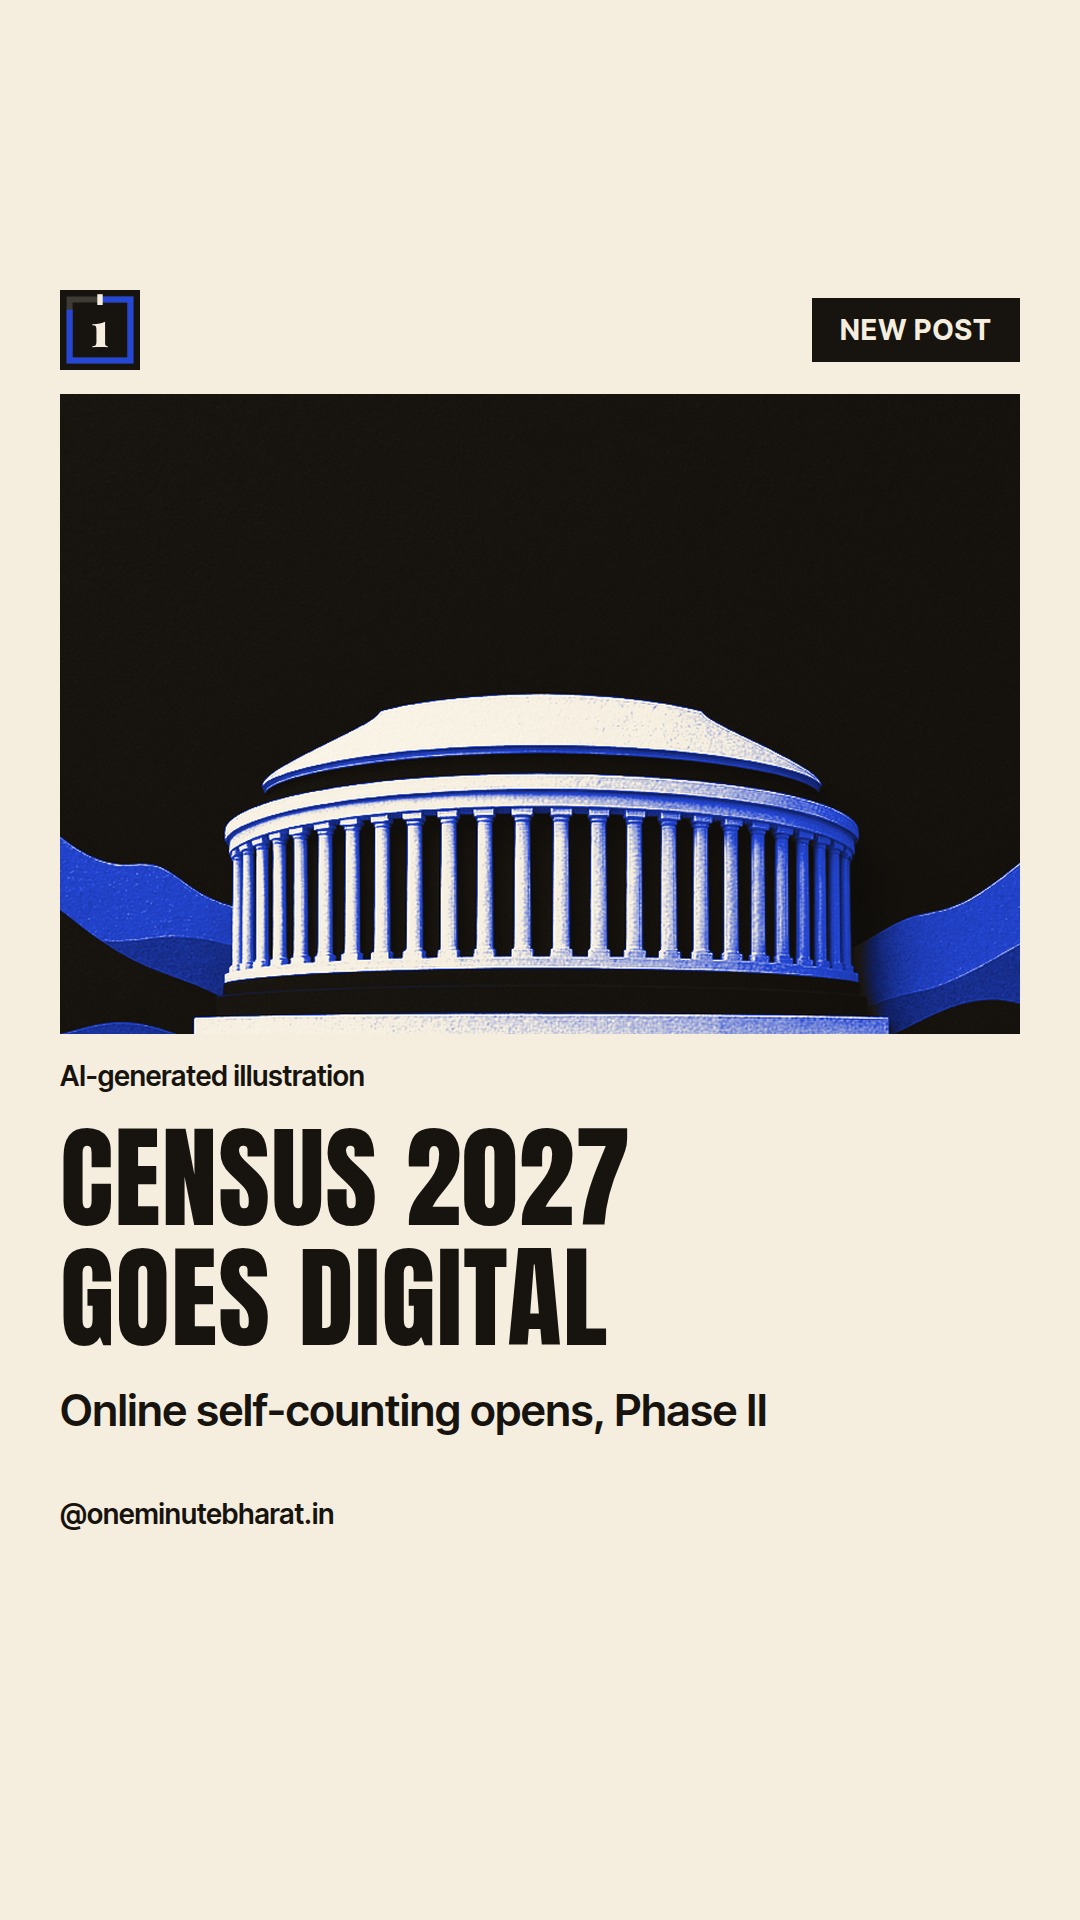 1
NEW POST
AI-generated illustration
CENSUS 2027
GOES DIGITAL
Online self-counting opens, Phase II
@oneminutebharat.in